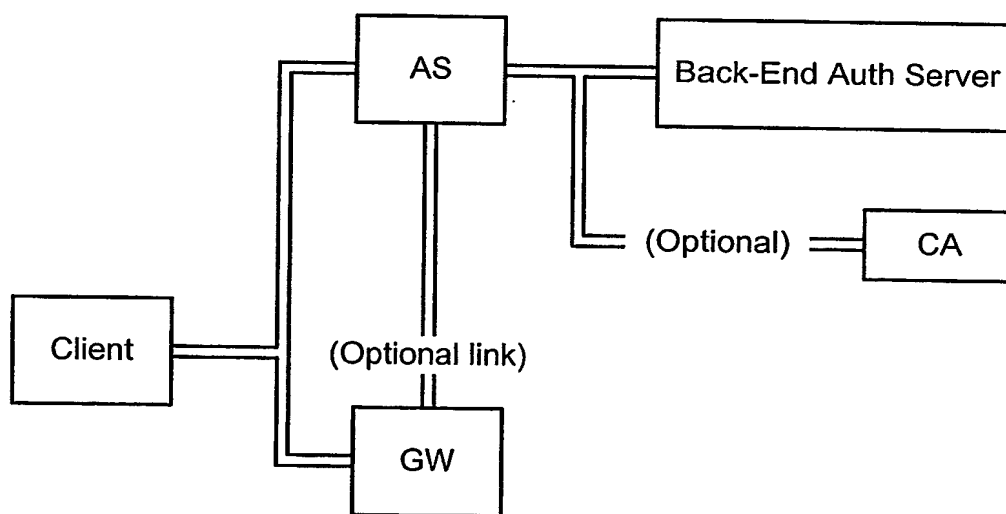 AS
Back-End Auth Server
(Optional)
CA
Client
(Optional link)
GW